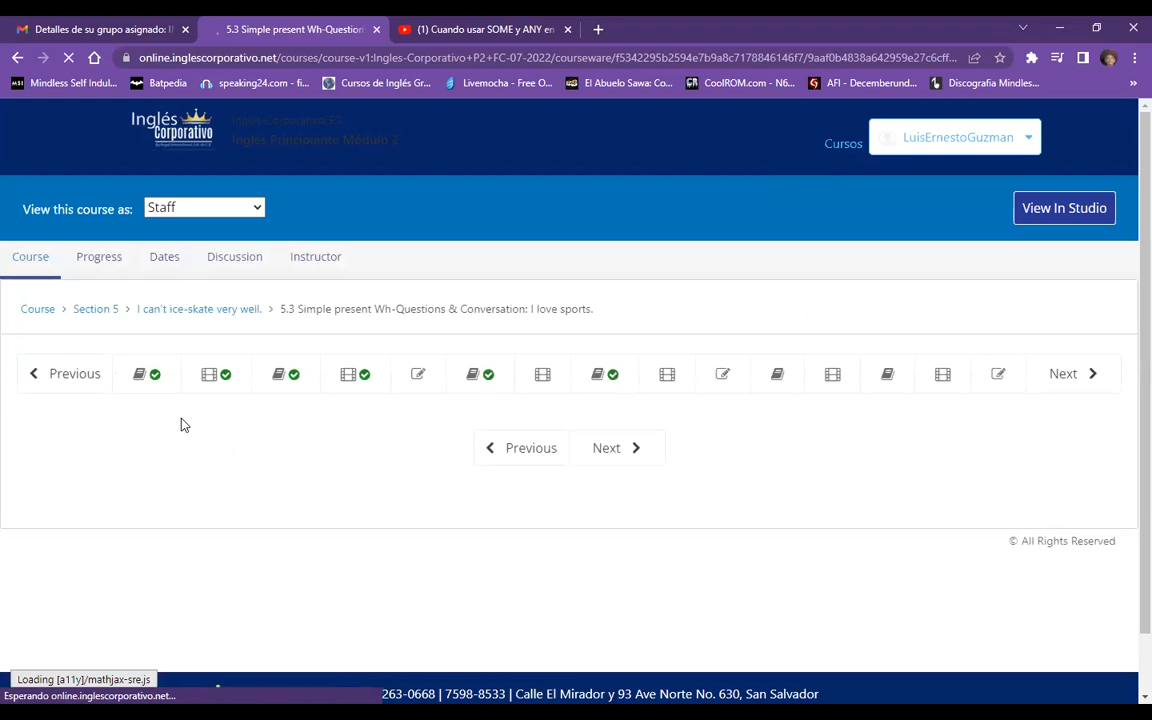 Detalles de su grupo asignado: I
5.3 Simple present Wh-Question
(1) Cuando usar SOME y ANY en
online.inglescorporativo.net/courses/course-v1:Ingles-Corporativo+P2+FC-07-2022/courseware/f5342295b2594e7b9a8c7178846146f7/9aaf0b4838a642959e27c6cff...
Mindless Self Indul...
Batpedia
speaking24.com - fi...
Cursos de Inglés Gr...
Livemocha - Free O...
El Abuelo Sawa: Co...
CoolROM.com - N6...
AFI - Decemberund...
Discografia Mindles...
»
Inglés
Corporativo
Inglés Principiante Módulo 2
Cursos
LuisErnestoGuzman
View this course as:
Staff
View In Studio
Course
Progress
Dates
Discussion
Instructor
Course > Section 5 > I can't ice-skate very well. > 5.3 Simple present Wh-Questions & Conversation: I love sports.
Previous
Next
Previous
Next
© All Rights Reserved
Loading [a11y]/mathjax-sre.js
Esperando online.inglescorporativo.net...
263-0668 | 7598-8533 | Calle El Mirador y 93 Ave Norte No. 630, San Salvador